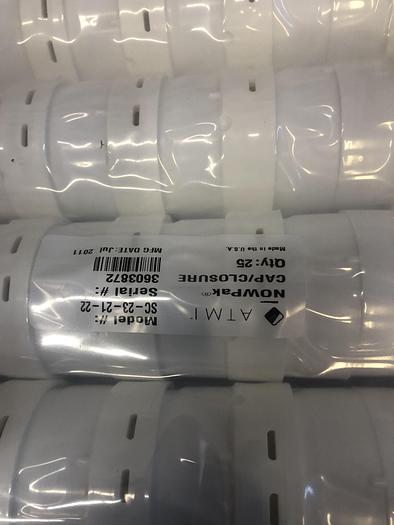 ATMI
NOWPak®
CAP/CLOSURE
Qty: 25
Made in the U.S.A.
Model #:
SC-23-21-22
Serial #:
3603872
MFG DATE: Jul 2011